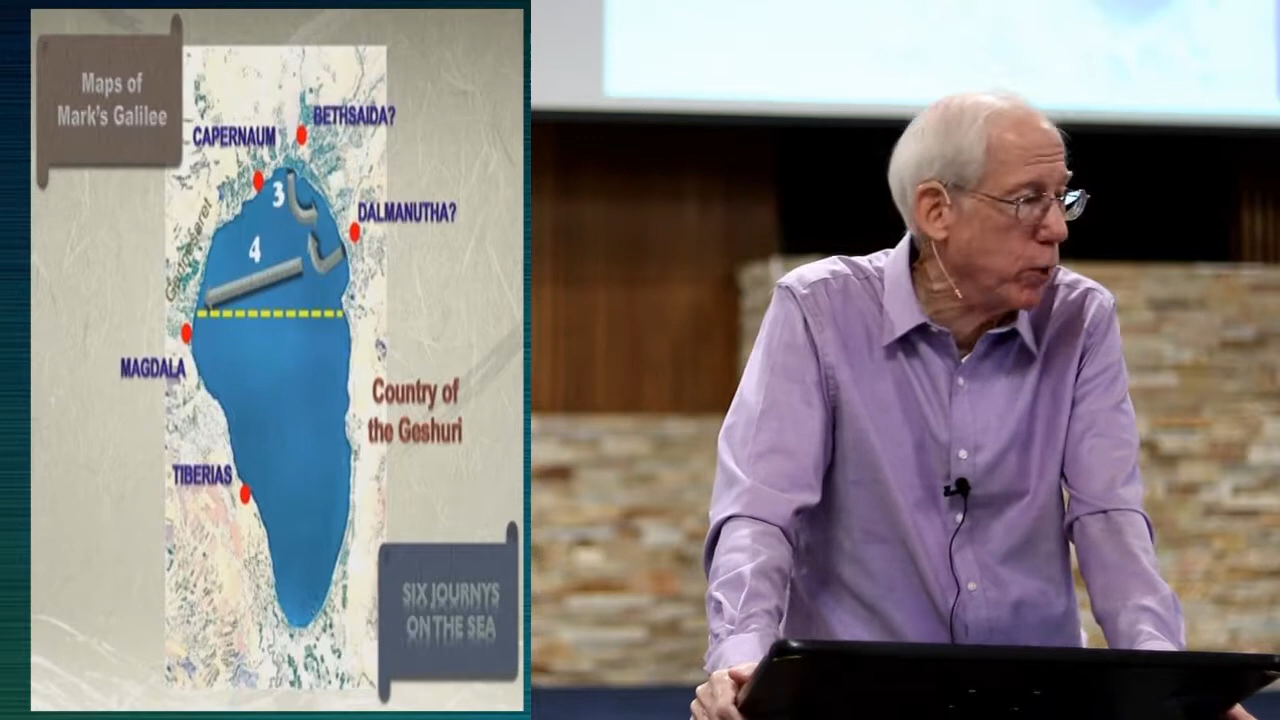 Maps of
Mark's Galilee
BETHSAIDA?
CAPERNAUM
3
DALMANUTHA?
4
MAGDALA
Country of
the Geshuri
TIBERIAS
SIX JOURNYS
ON THE SEA